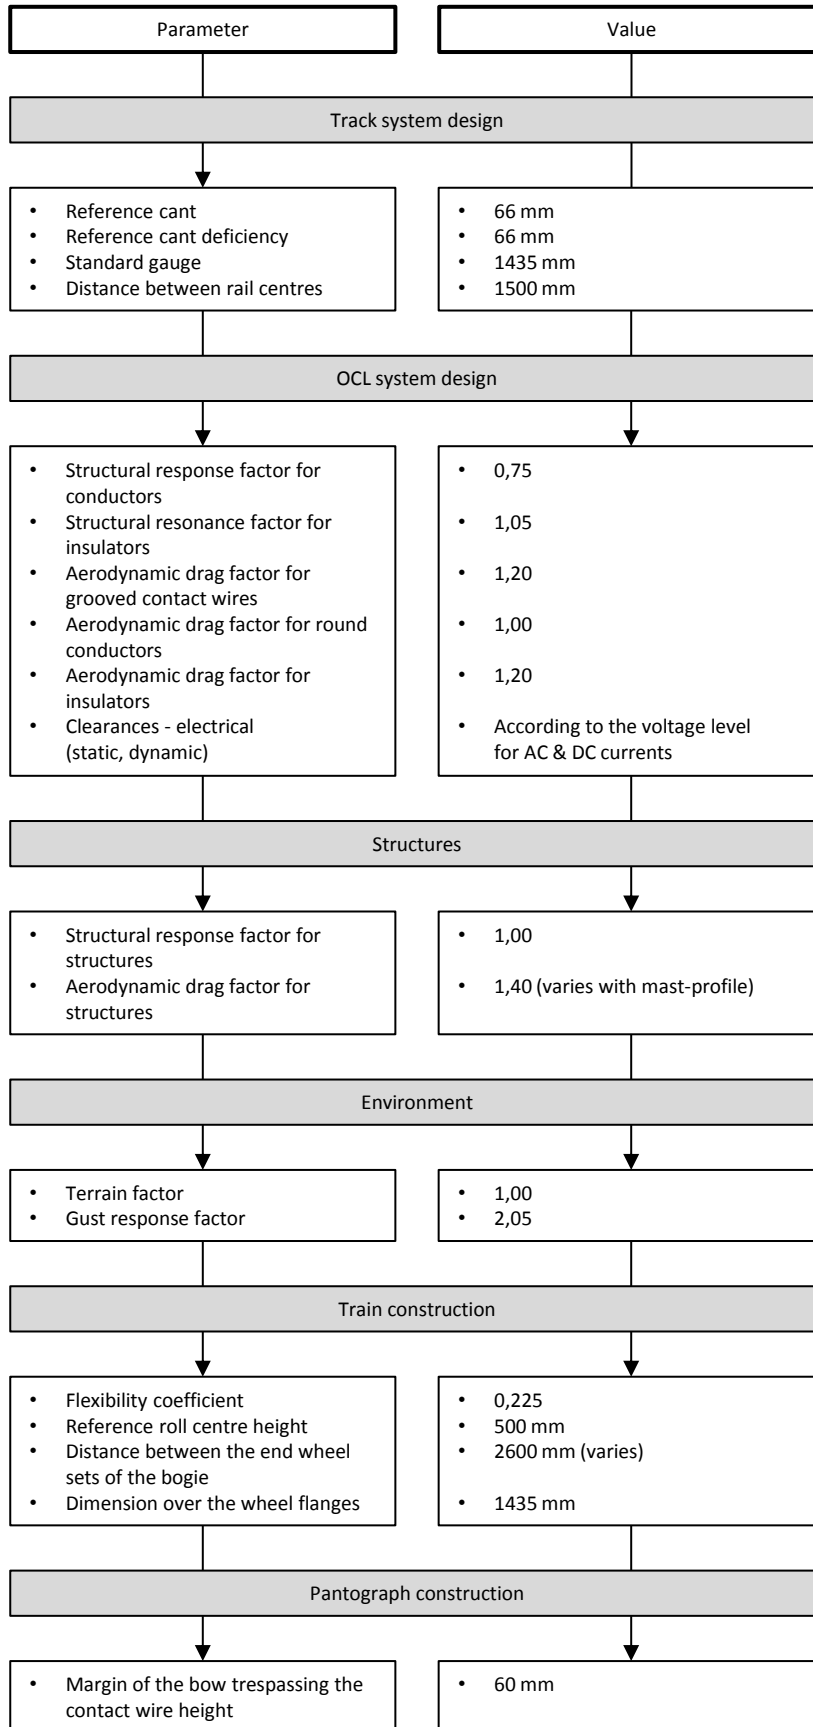 Parameter
Value
Track system design
• Reference cant
• Reference cant deficiency
• Standard gauge
• Distance between rail centres
• 66 mm
• 66 mm
• 1435 mm
• 1500 mm
OCL system design
• Structural response factor for
conductors
• Structural resonance factor for
insulators
• Aerodynamic drag factor for
grooved contact wires
• Aerodynamic drag factor for round
conductors
• Aerodynamic drag factor for
insulators
• Clearances - electrical
(static, dynamic)
• 0,75
• 1,05
• 1,20
• 1,00
• 1,20
• According to the voltage level
for AC & DC currents
Structures
• Structural response factor for
structures
• Aerodynamic drag factor for
structures
• 1,00
• 1,40 (varies with mast-profile)
Environment
• Terrain factor
• Gust response factor
• 1,00
• 2,05
Train construction
• Flexibility coefficient
• Reference roll centre height
• Distance between the end wheel
sets of the bogie
• Dimension over the wheel flanges
• 0,225
• 500 mm
• 2600 mm (varies)
• 1435 mm
Pantograph construction
• Margin of the bow trespassing the
contact wire height
• 60 mm